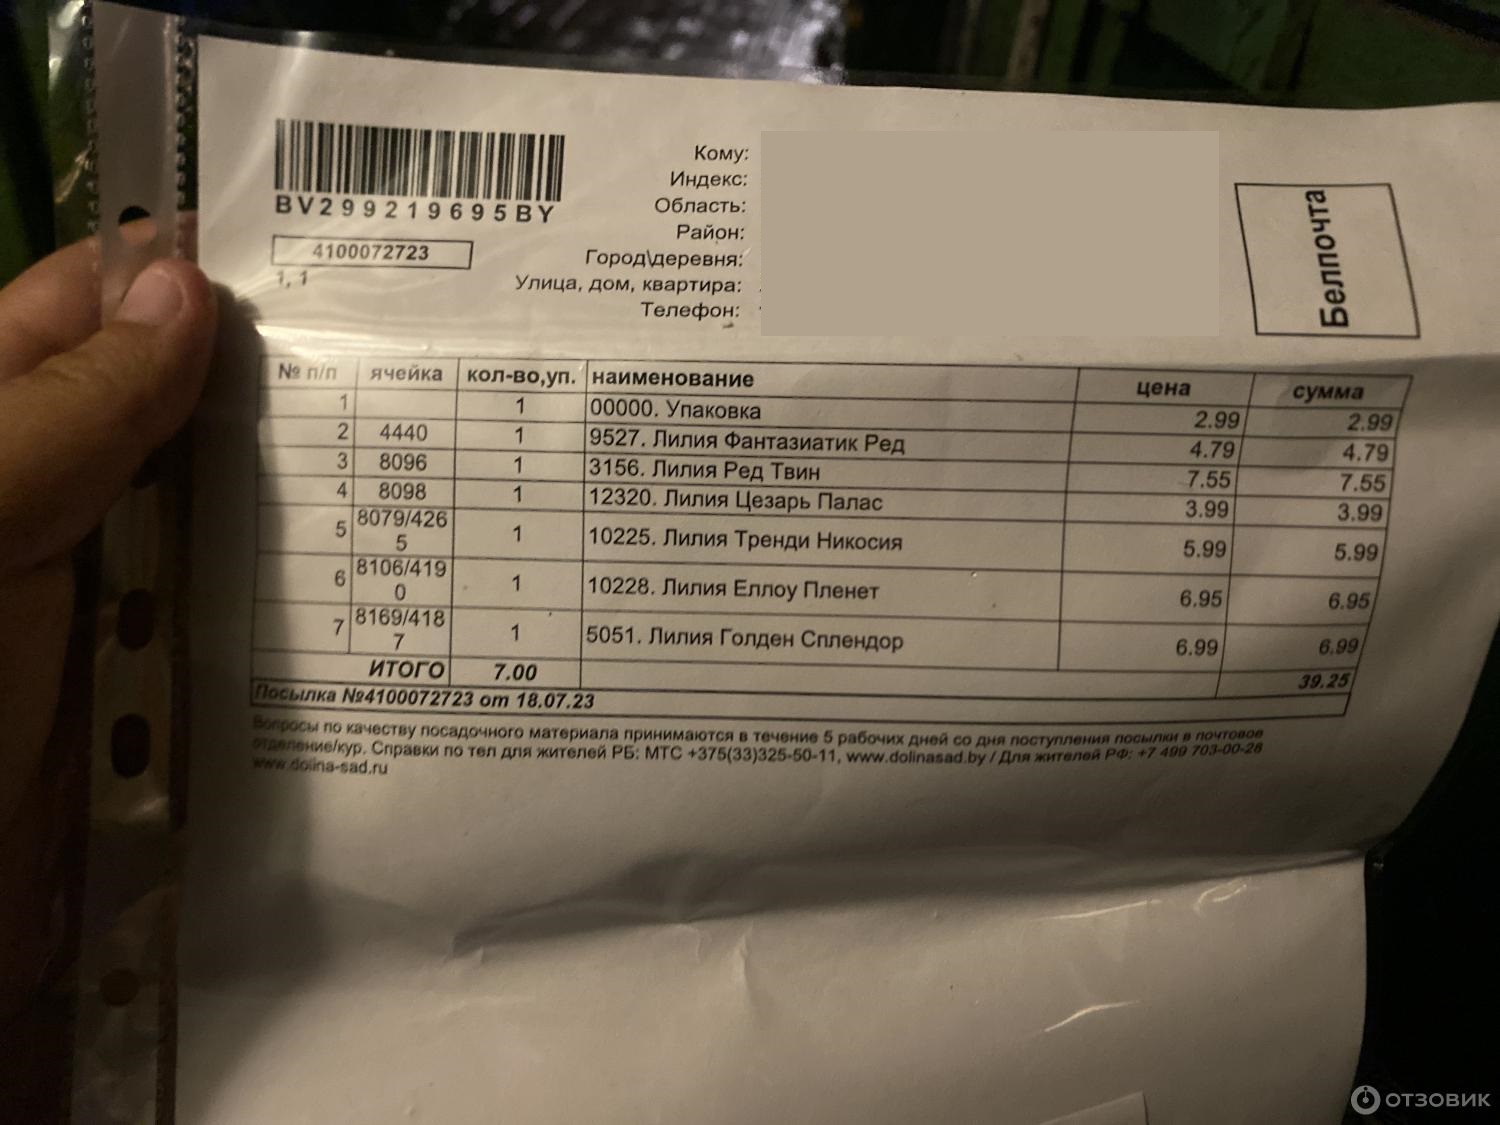 BV299219695BY
4100072723
1, 1
Кому:
Индекс:
Область:
Район:
Город\деревня:
Улица, дом, квартира:
Телефон:
Белпочта
№ п/п ячейка кол-во,уп. наименование цена сумма
1 1 00000. Упаковка 2.99 2.99
2 4440 1 9527. Лилия Фантазиатик Ред 4.79 4.79
3 8096 1 3156. Лилия Ред Твин 7.55 7.55
4 8098 1 12320. Лилия Цезарь Палас 3.99 3.99
5 8079/426
5 1 10225. Лилия Тренди Никосия 5.99 5.99
6 8106/419
0 1 10228. Лилия Еллоу Пленет 6.95 6.95
7 8169/418
7 1 5051. Лилия Голден Сплендор 6.99 6.99
ИТОГО 7.00 39.25
Посылка №4100072723 от 18.07.23
Вопросы по качеству посадочного материала принимаются в течение 5 рабочих дней со дня поступления посылки в почтовое
отделение/кур. Справки по тел для жителей РБ: МТС +375(33)325-50-11, www.dolinasad.by / Для жителей РФ: +7 499 703-00-28
www.dolina-sad.ru
ОТЗОВИК